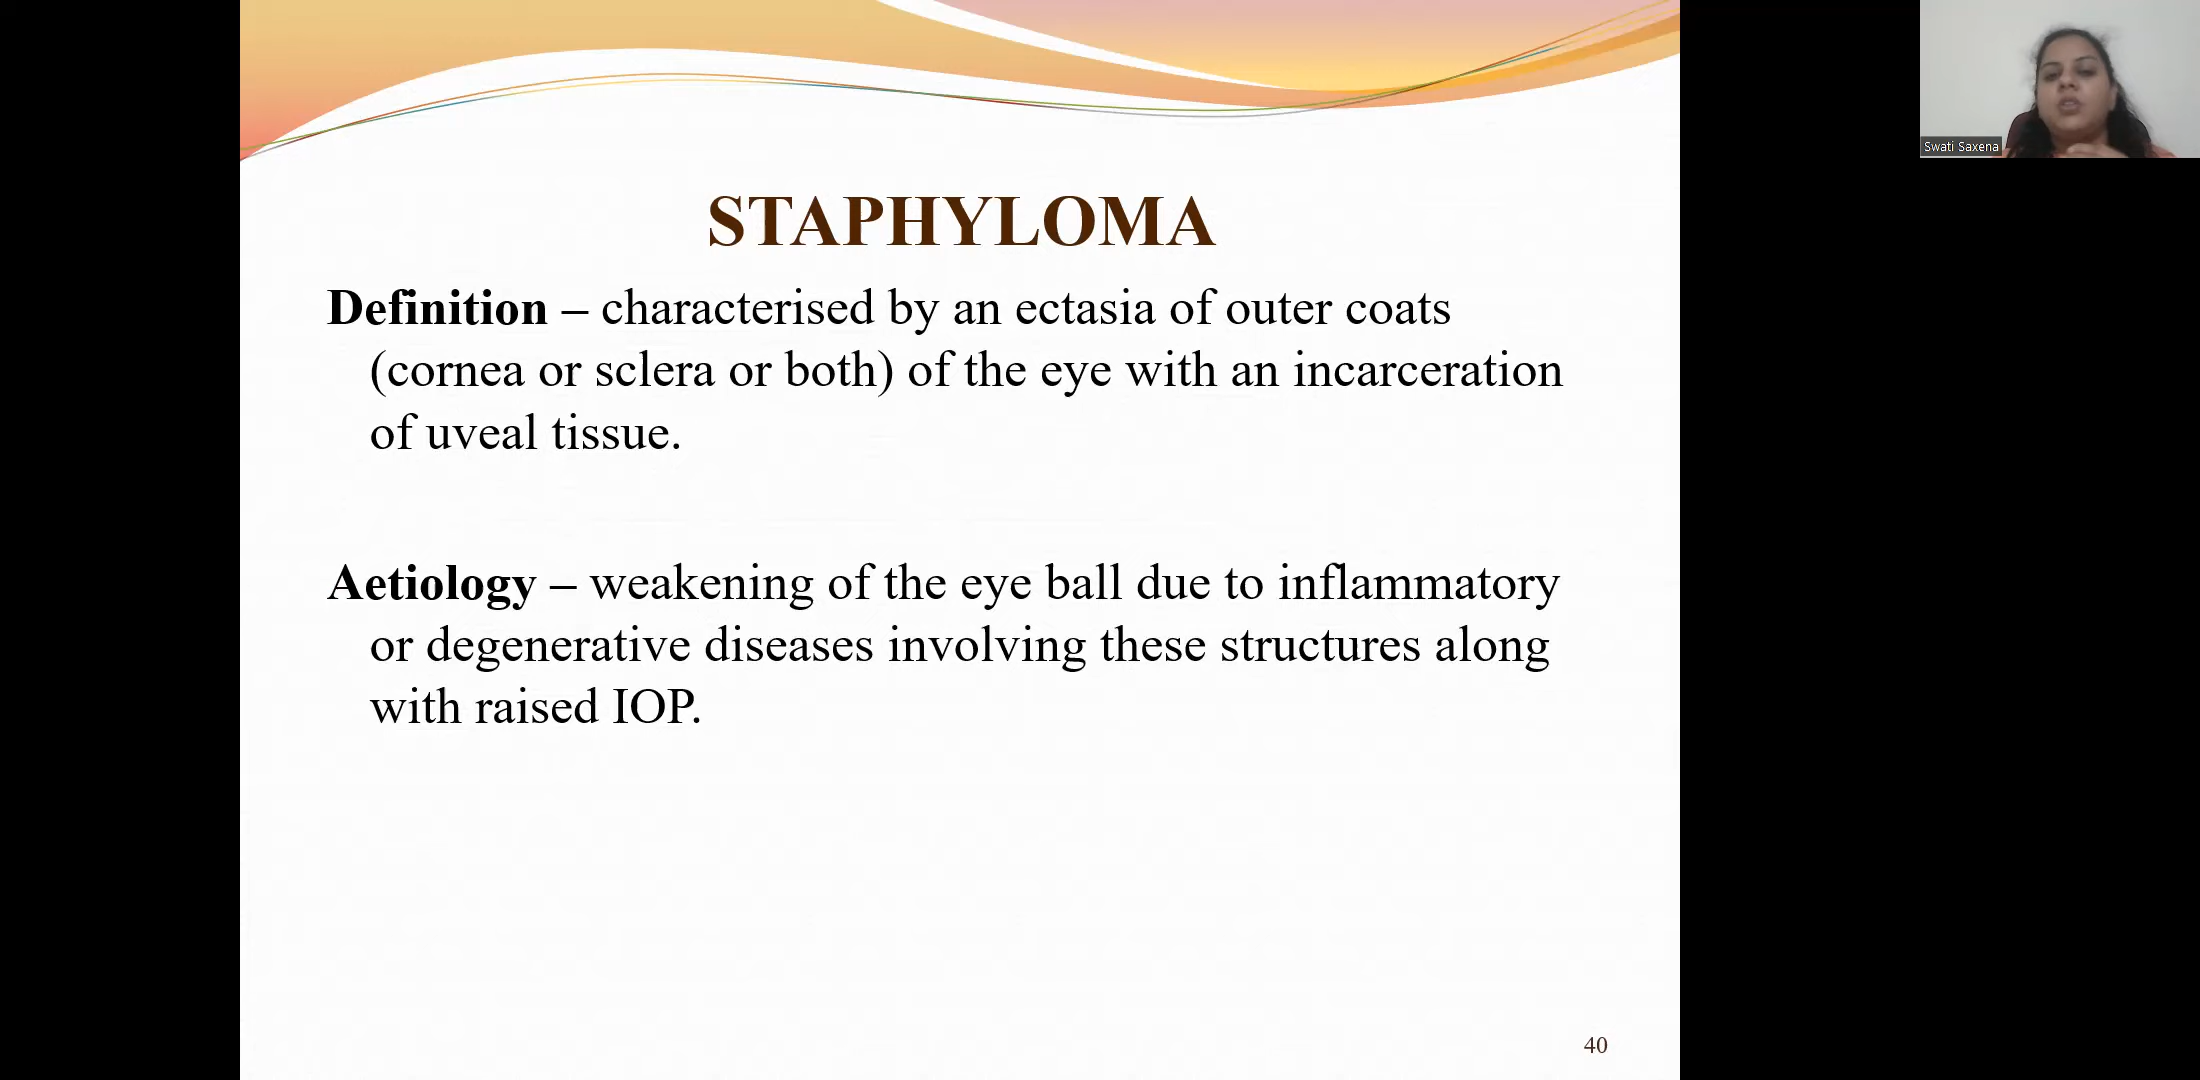 Swati Saxena
STAPHYLOMA
Definition – characterised by an ectasia of outer coats
(cornea or sclera or both) of the eye with an incarceration
of uveal tissue.
Aetiology – weakening of the eye ball due to inflammatory
or degenerative diseases involving these structures along
with raised IOP.
40